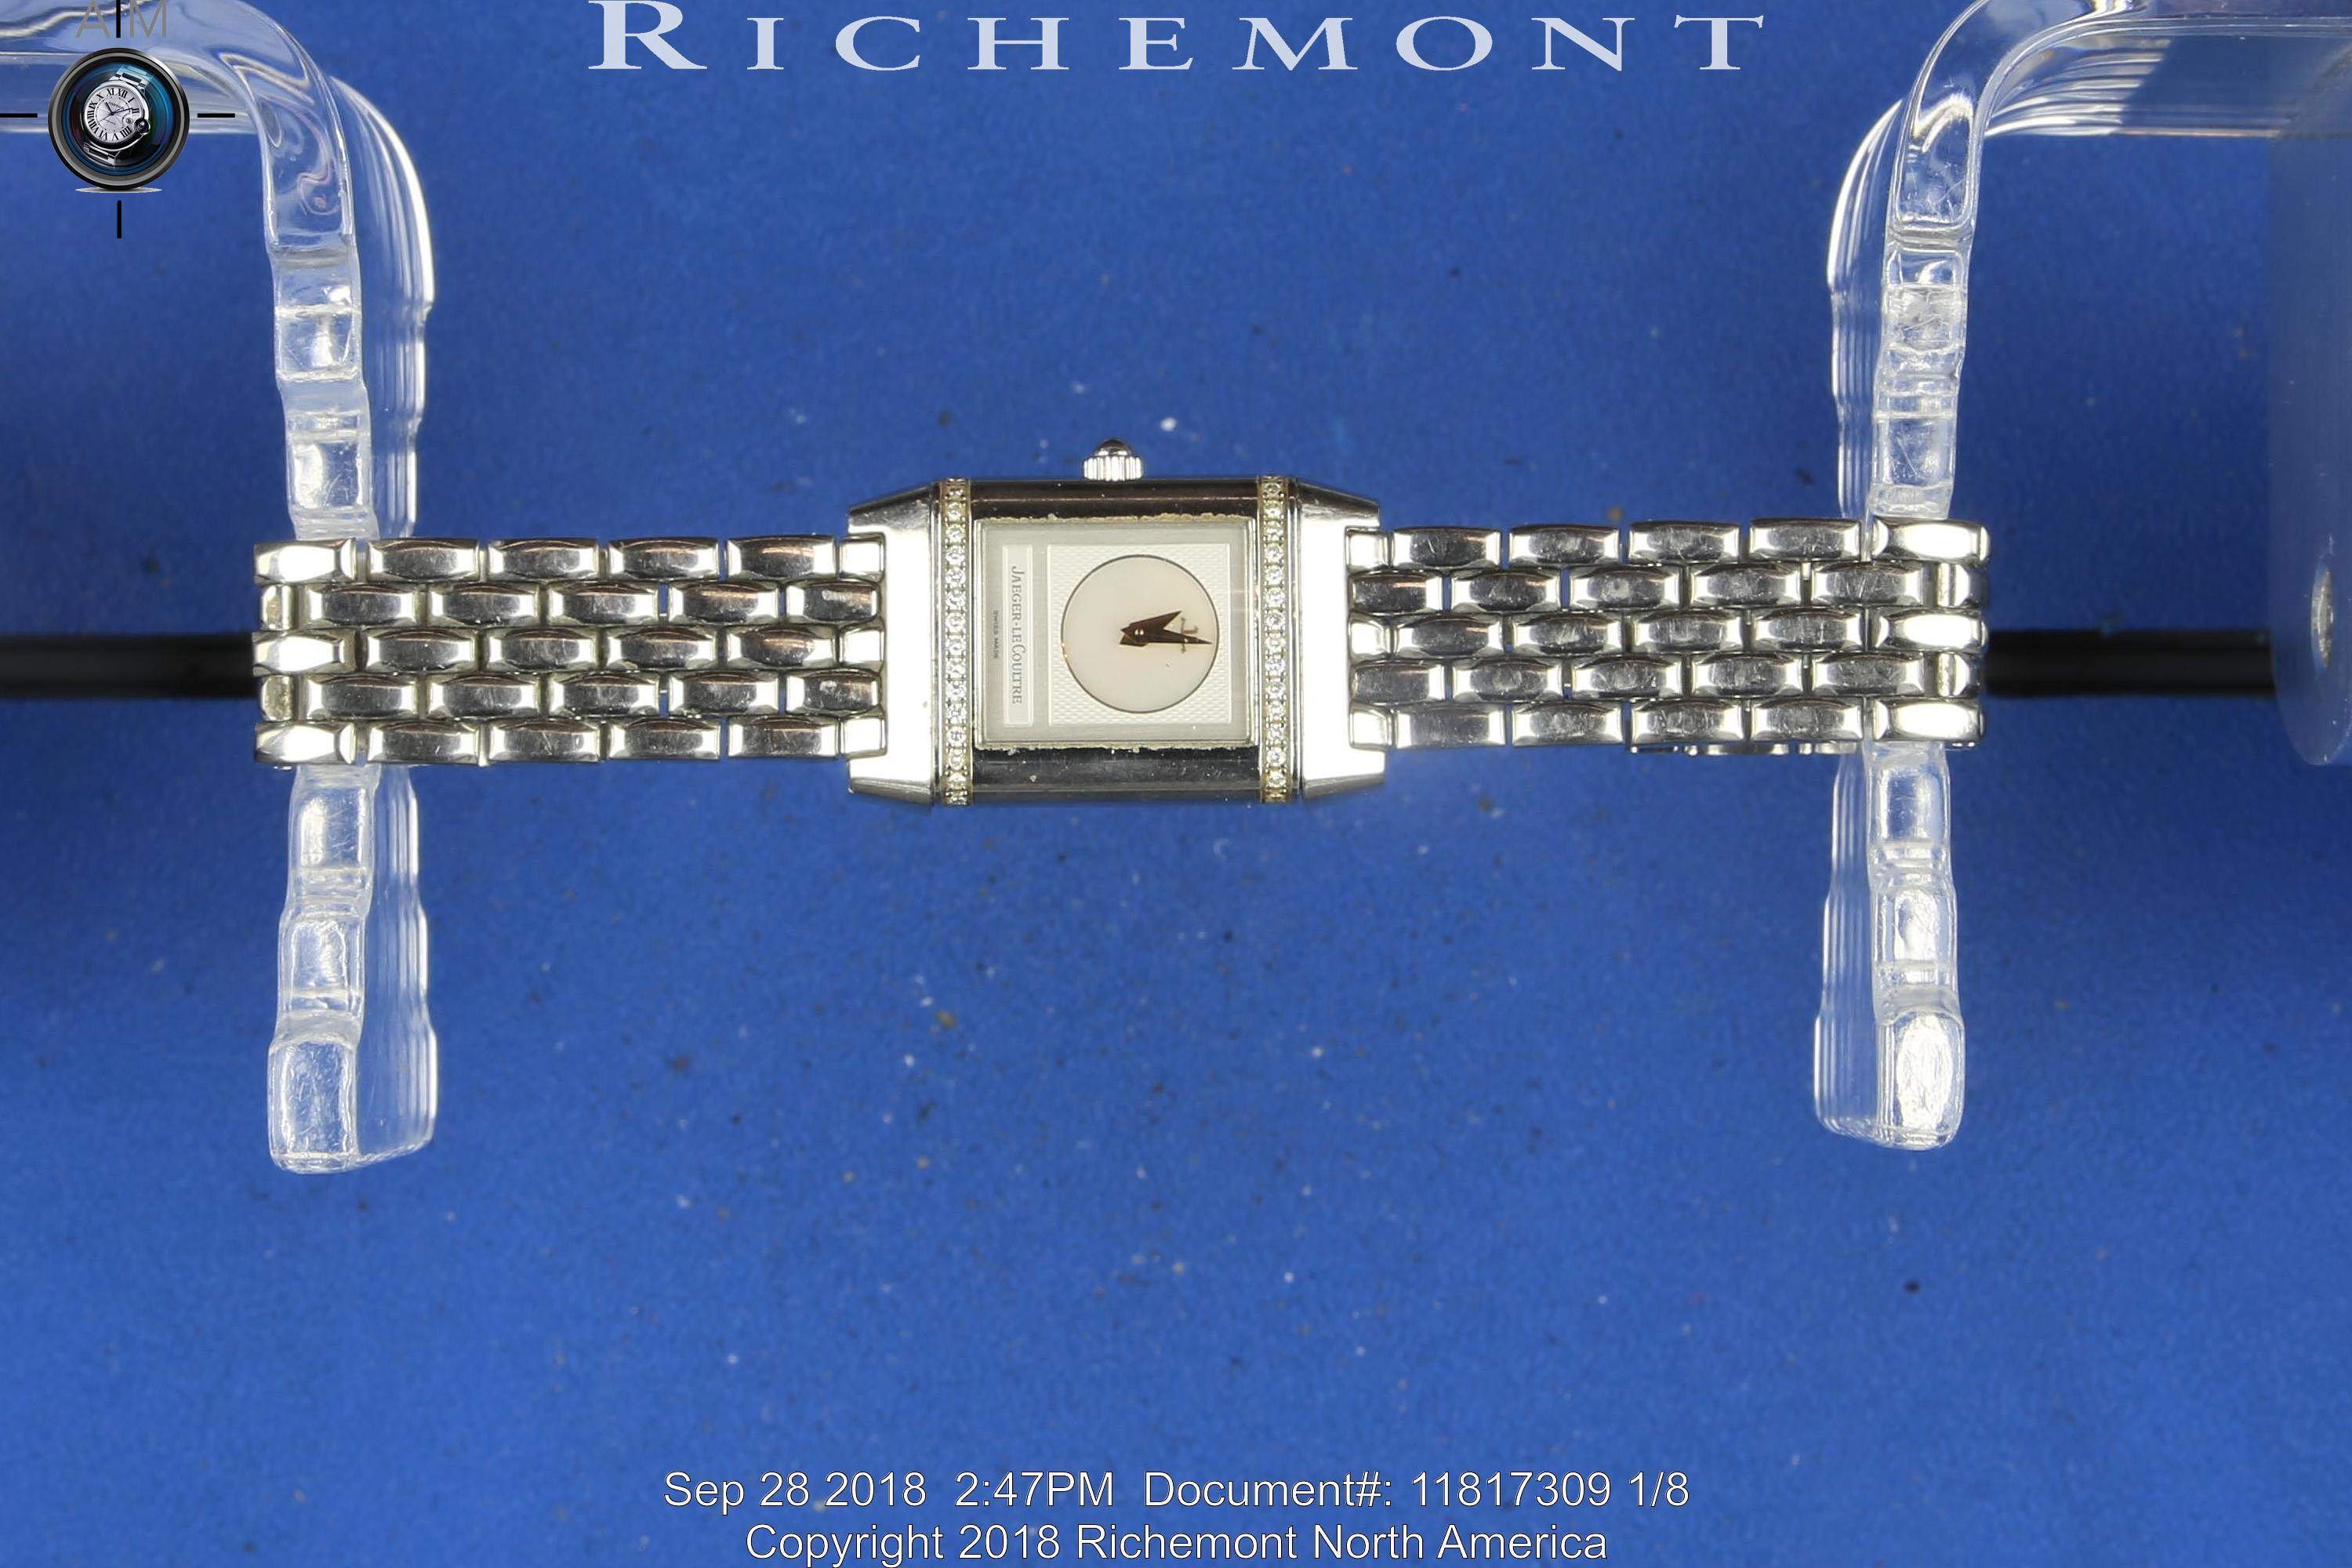 AIM
RICHEMONT
JAEGER-LECOULTRE
SWISS MADE
Sep 28 2018 2:47PM Document#: 11817309 1/8
Copyright 2018 Richemont North America